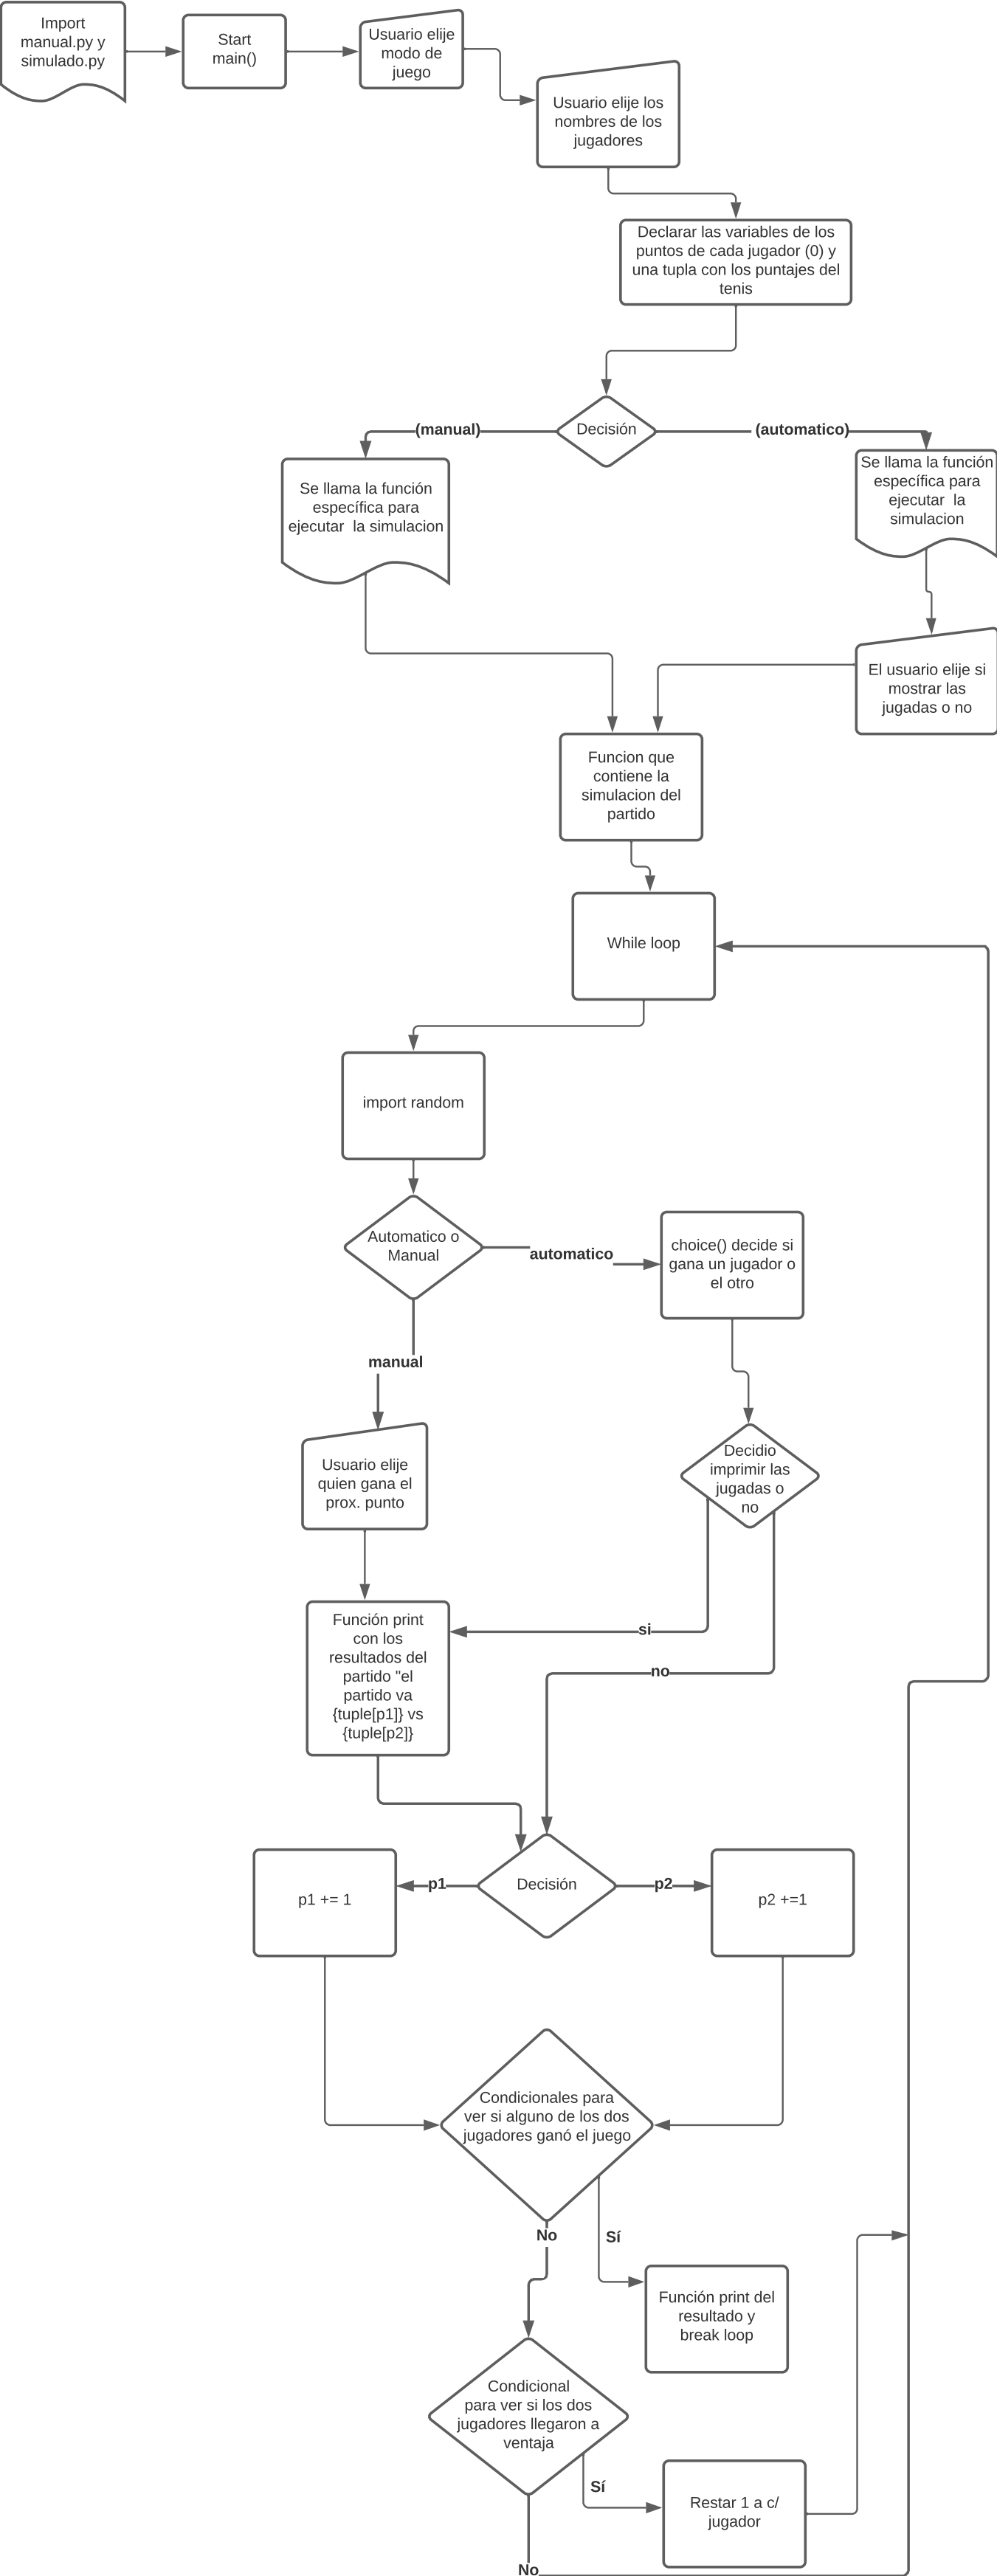 Import
manual.py y
simulado.py
Start
main()
Usuario elije
modo de
juego
Usuario elije los
nombres de los
jugadores
Declarar las variables de los
puntos de cada jugador (0) y
una tupla con los puntajes del
tenis
Decisión
(manual)
(automatico)
Se llama la función
específica para
ejecutar  la simulacion
Se llama la función
específica para
ejecutar  la
simulacion
El usuario elije si
mostrar las
jugadas o no
Funcion que
contiene la
simulacion del
partido
While loop
import random
Automatico o
Manual
automatico
choice() decide si
gana un jugador o
el otro
manual
Usuario elije
quien gana el
prox. punto
Decidio
imprimir las
jugadas o
no
si
no
Función print
con los
resultados del
partido "el
partido va
{tuple[p1]} vs
{tuple[p2]}
Decisión
p1
p2
p1 += 1
p2 +=1
Condicionales para
ver si alguno de los dos
jugadores ganó el juego
No
Sí
Función print del
resultado y
break loop
Condicional
para ver si los dos
jugadores llegaron a
ventaja
Sí
Restar 1 a c/
jugador
No